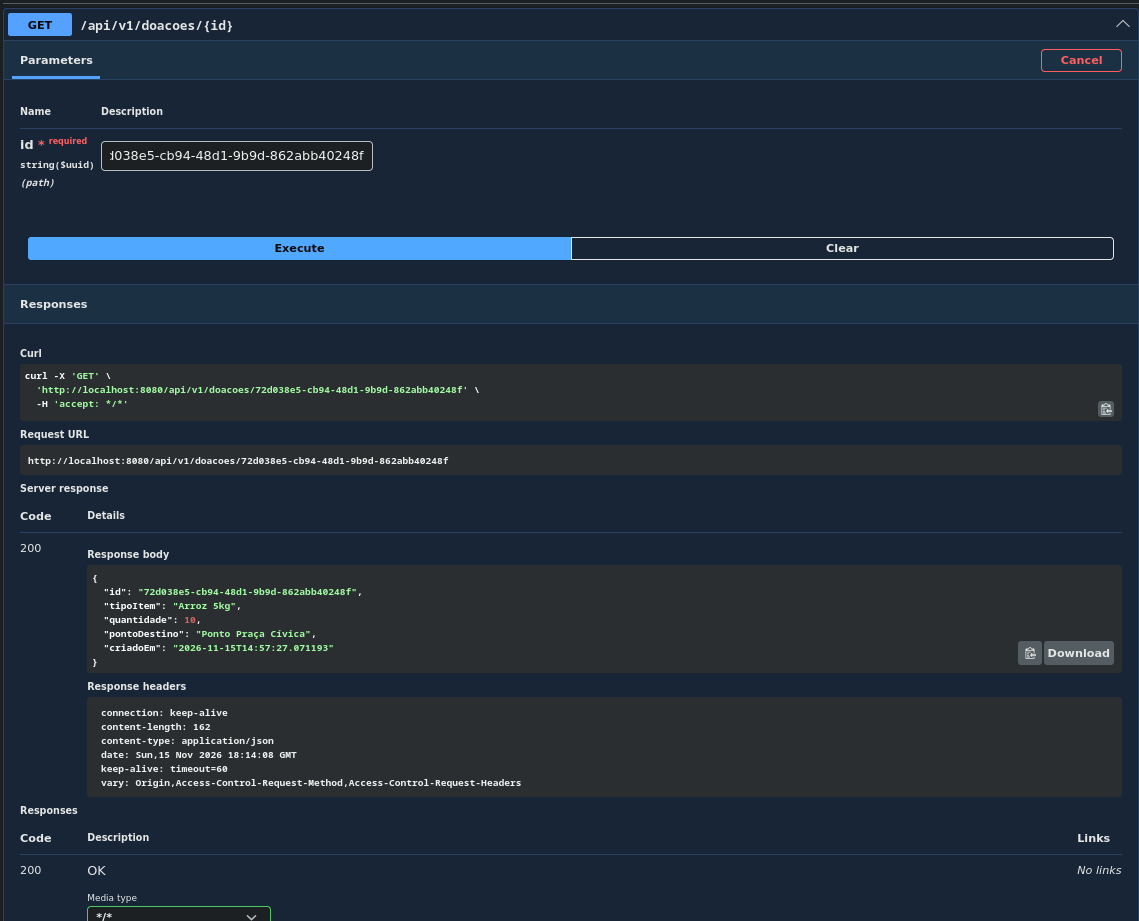 GET /api/v1/doacoes/{id}
Parameters
Cancel
Name Description
id * required
string($uuid)
(path)
d038e5-cb94-48d1-9b9d-862abb40248f
Execute
Clear
Responses
Curl
curl -X 'GET' \
'http://localhost:8080/api/v1/doacoes/72d038e5-cb94-48d1-9b9d-862abb40248f' \
-H 'accept: */*'
Request URL
http://localhost:8080/api/v1/doacoes/72d038e5-cb94-48d1-9b9d-862abb40248f
Server response
Code Details
200
Response body
{
"id": "72d038e5-cb94-48d1-9b9d-862abb40248f",
"tipoItem": "Arroz 5kg",
"quantidade": 10,
"pontoDestino": "Ponto Praça Cívica",
"criadoEm": "2026-11-15T14:57:27.071193"
}
Download
Response headers
connection: keep-alive
content-length: 162
content-type: application/json
date: Sun,15 Nov 2026 18:14:08 GMT
keep-alive: timeout=60
vary: Origin,Access-Control-Request-Method,Access-Control-Request-Headers
Responses
Code Description Links
200 OK No links
Media type
*/*